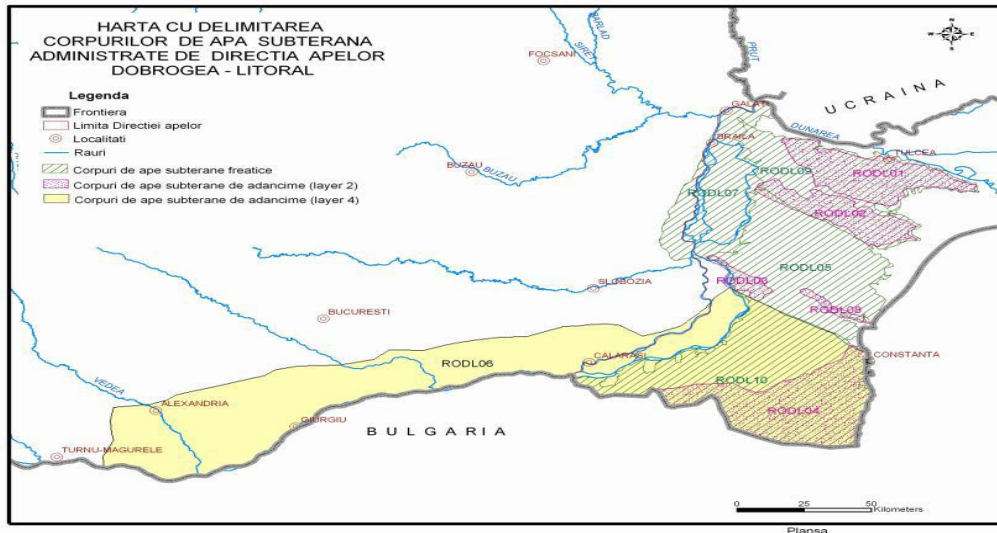 HARTA CU DELIMITAREA
CORPURILOR DE APA SUBTERANA
ADMINISTRATE DE DIRECTIA APELOR
DOBROGEA - LITORAL
Legenda
Frontiera
Limita Directiei apelor
Localitati
Rauri
Corpuri de ape subterane freatice
Corpuri de ape subterane de adancime (layer 2)
Corpuri de ape subterane de adancime (layer 4)
N
E
S
BARLAD
SIRET
PRUT
FOCSANI
UCRAINA
GALATI
DUNAREA
BRAILA
TULCEA
BUZAU
BUZAU
RODL09
RODL01
RODL07
RODL02
RODL05
RODL03
SLOBOZIA
RODL03
BUCURESTI
CONSTANTA
CALARASI
RODL06
RODL10
VEDEA
ALEXANDRIA
RODL04
GIURGIU
BULGARIA
TURNU-MAGURELE
0 25 50
Kilometers
Plansa